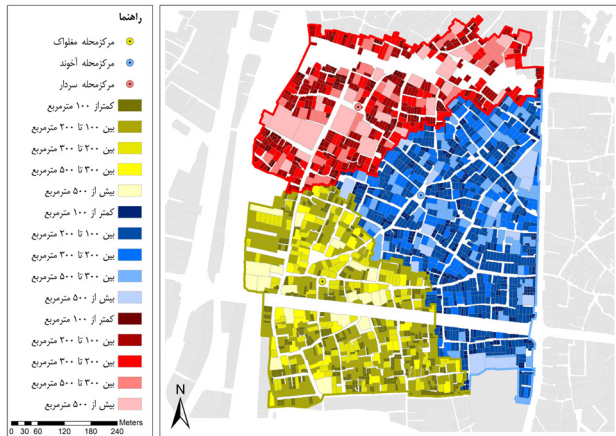 راهنما
مرکزمحله مغلواک
مرکزمحله آخوند
مرکزمحله سردار
کمتراز ۱۰۰ مترمربع
بین ۱۰۰ تا ۲۰۰ مترمربع
بین ۲۰۰ تا ۳۰۰ مترمربع
بین ۳۰۰ تا ۵۰۰ مترمربع
بیش از ۵۰۰ مترمربع
کمتر از ۱۰۰ مترمربع
بین ۱۰۰ تا ۲۰۰ مترمربع
بین ۲۰۰ تا ۳۰۰ مترمربع
بین ۳۰۰ تا ۵۰۰ مترمربع
بیش از ۵۰۰ مترمربع
کمتر از ۱۰۰ مترمربع
بین ۱۰۰ تا ۲۰۰ مترمربع
بین ۲۰۰ تا ۳۰۰ مترمربع
بین ۳۰۰ تا ۵۰۰ مترمربع
بیش از ۵۰۰ مترمربع
Meters
0 30 60 120 180 240
N